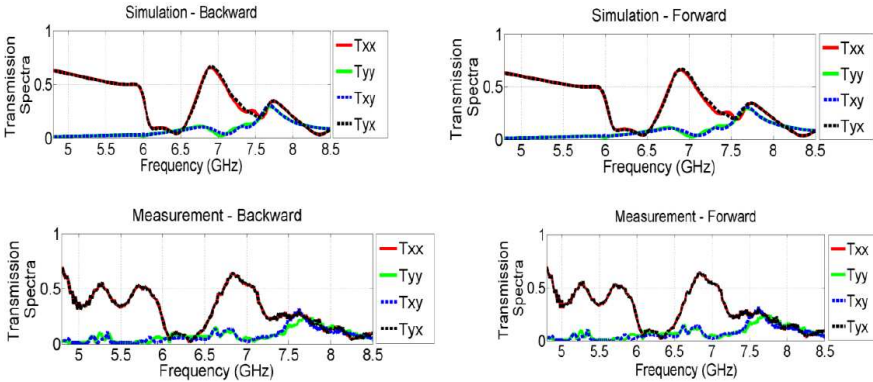 Simulation - Backward
Transmission
Spectra
1
0.5
0
5 5.5 6 6.5 7 7.5 8 8.5
Frequency (GHz)
Txx
Tyy
Txy
Tyx
Simulation - Forward
Transmission
Spectra
1
0.5
0
5 5.5 6 6.5 7 7.5 8 8.5
Frequency (GHz)
Txx
Tyy
Txy
Tyx
Measurement - Backward
Transmission
Spectra
1
0.5
0
5 5.5 6 6.5 7 7.5 8 8.5
Frequency (GHz)
Txx
Tyy
Txy
Tyx
Measurement - Forward
Transmission
Spectra
1
0.5
0
5 5.5 6 6.5 7 7.5 8 8.5
Frequency (GHz)
Txx
Tyy
Txy
Tyx